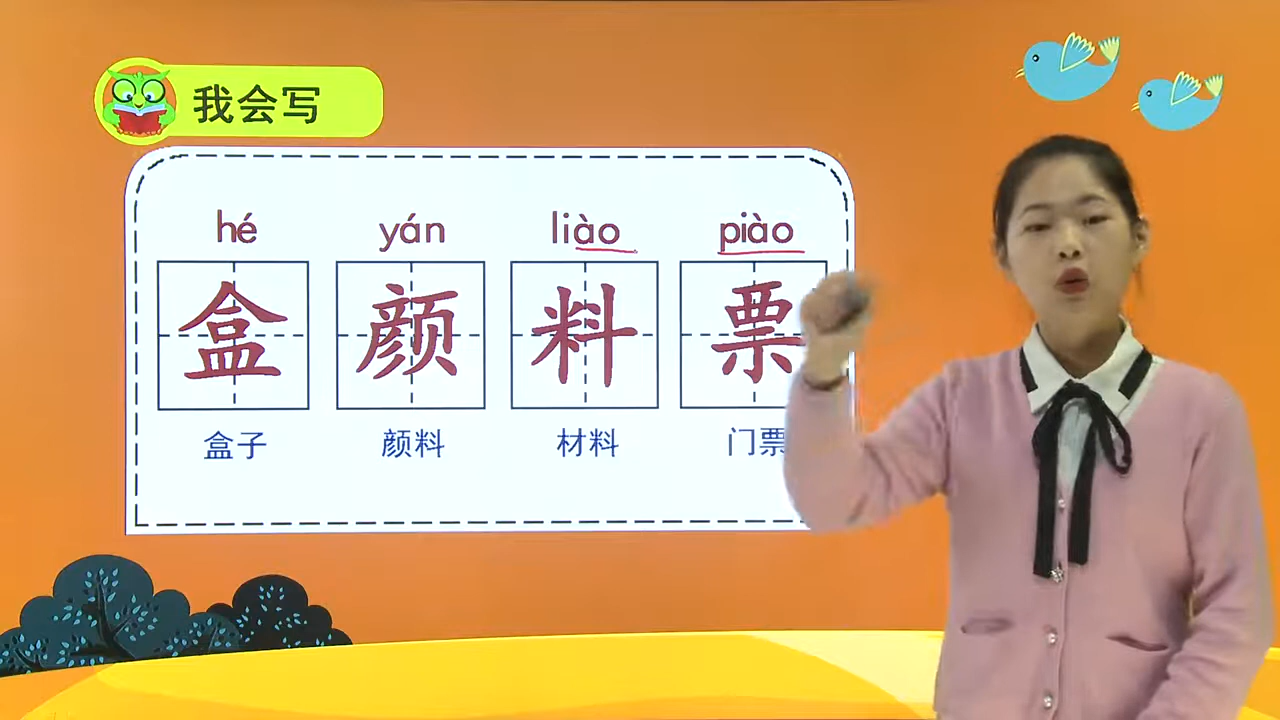 我会写
hé yán liào piào
盒 颜 料 票
盒子 颜料 材料 门票